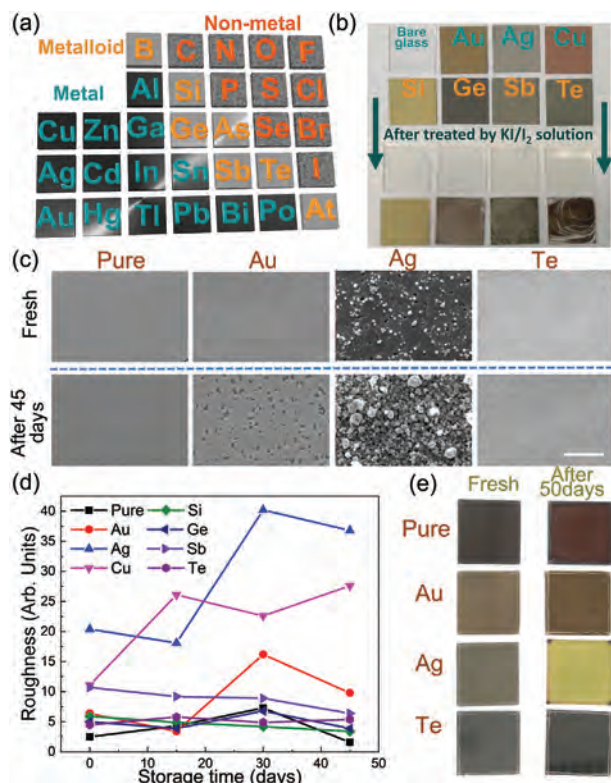 (a)
Non-metal
Metalloid B C N O F
Metal Al Si P S Cl
Cu Zn Ga Ge As Se Br
Ag Cd In Sn Sb Te I
Au Hg Tl Pb Bi Po At
(b)
Bare glass Au Ag Cu
Si Ge Sb Te
After treated by KI/I₂ solution
(c)
Pure Au Ag Te
Fresh
After 45 days
(d)
Roughness (Arb. Units)
40
35
30
25
20
15
10
5
0
Pure Si
Au Ge
Ag Sb
Cu Te
0 10 20 30 40 50
Storage time (days)
(e)
Fresh After 50days
Pure
Au
Ag
Te